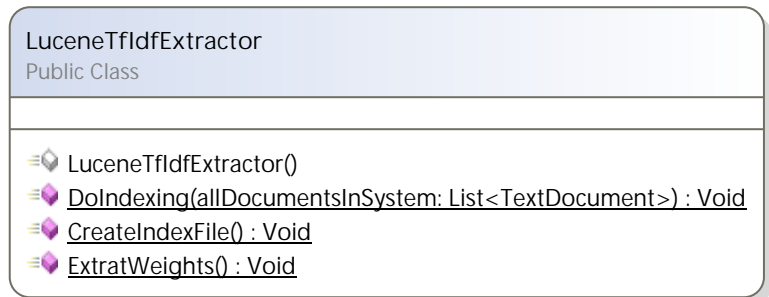 LuceneTfIdfExtractor
Public Class
LuceneTfIdfExtractor()
DoIndexing(allDocumentsInSystem: List<TextDocument>) : Void
CreateIndexFile() : Void
ExtratWeights() : Void